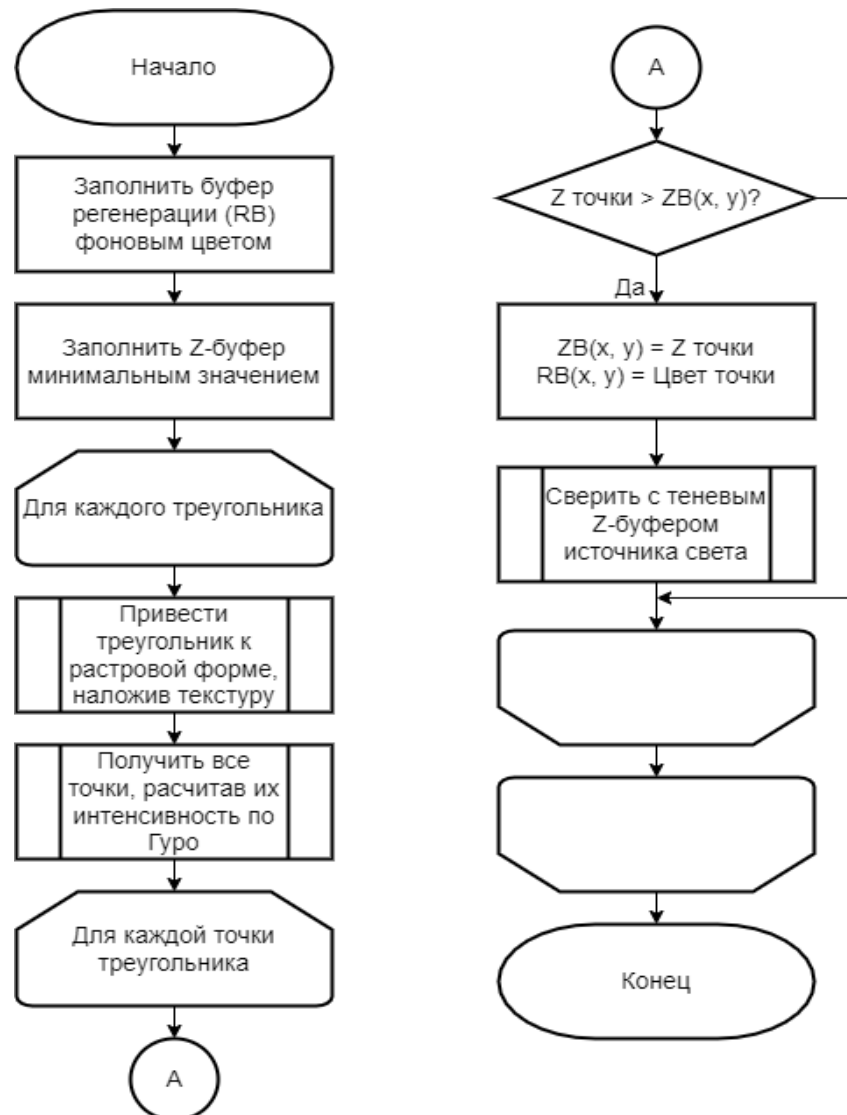 Начало
Заполнить буфер
регенерации (RB)
фоновым цветом
Заполнить Z-буфер
минимальным значением
Для каждого треугольника
Привести
треугольник к
растровой форме,
наложив текстуру
Получить все
точки, расчитав их
интенсивность по
Гуро
Для каждой точки
треугольника
А
А
Z точки > ZB(x, y)?
Да
ZB(x, y) = Z точки
RB(x, y) = Цвет точки
Сверить с теневым
Z-буфером
источника света
Конец